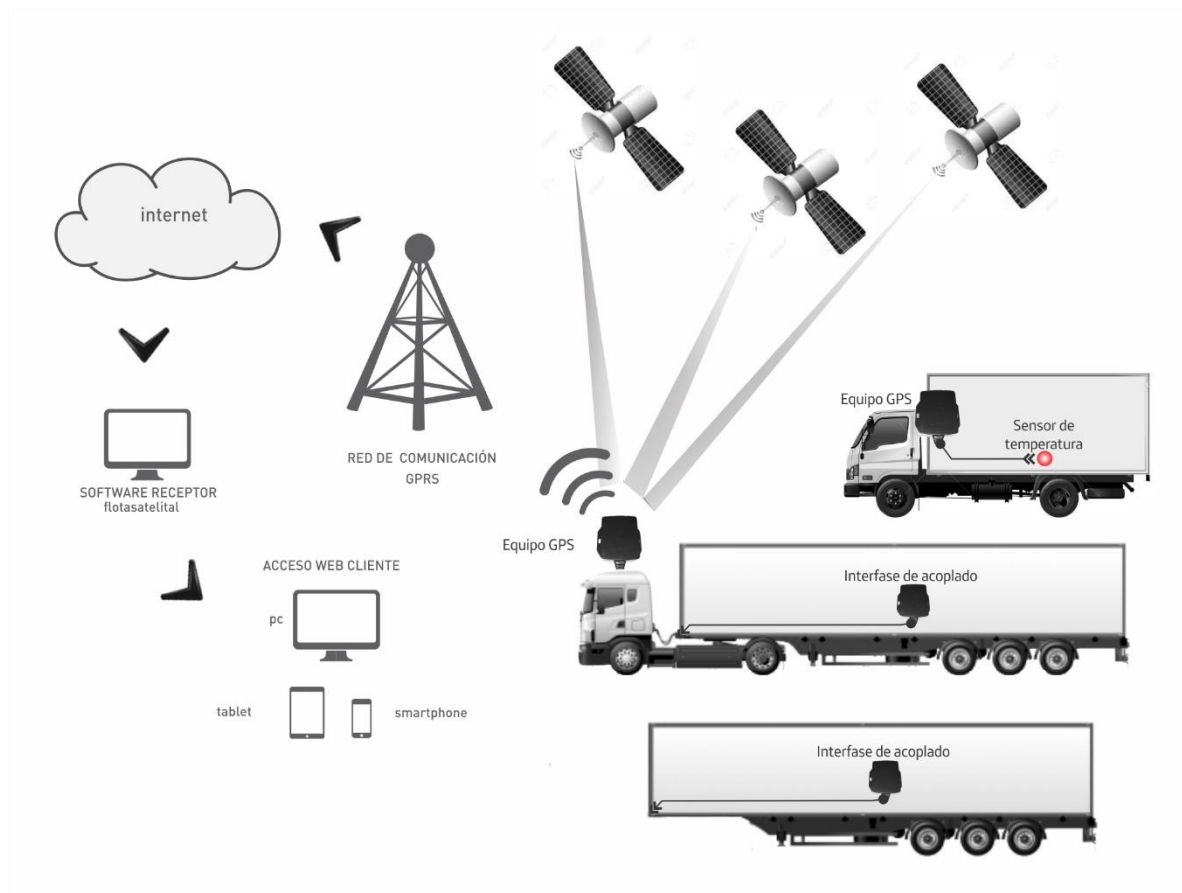 internet
RED DE COMUNICACIÓN
GPRS
SOFTWARE RECEPTOR
flotasatelital
ACCESO WEB CLIENTE
pc
tablet
smartphone
Equipo GPS
Sensor de
temperatura
Equipo GPS
Interfase de acoplado
Interfase de acoplado